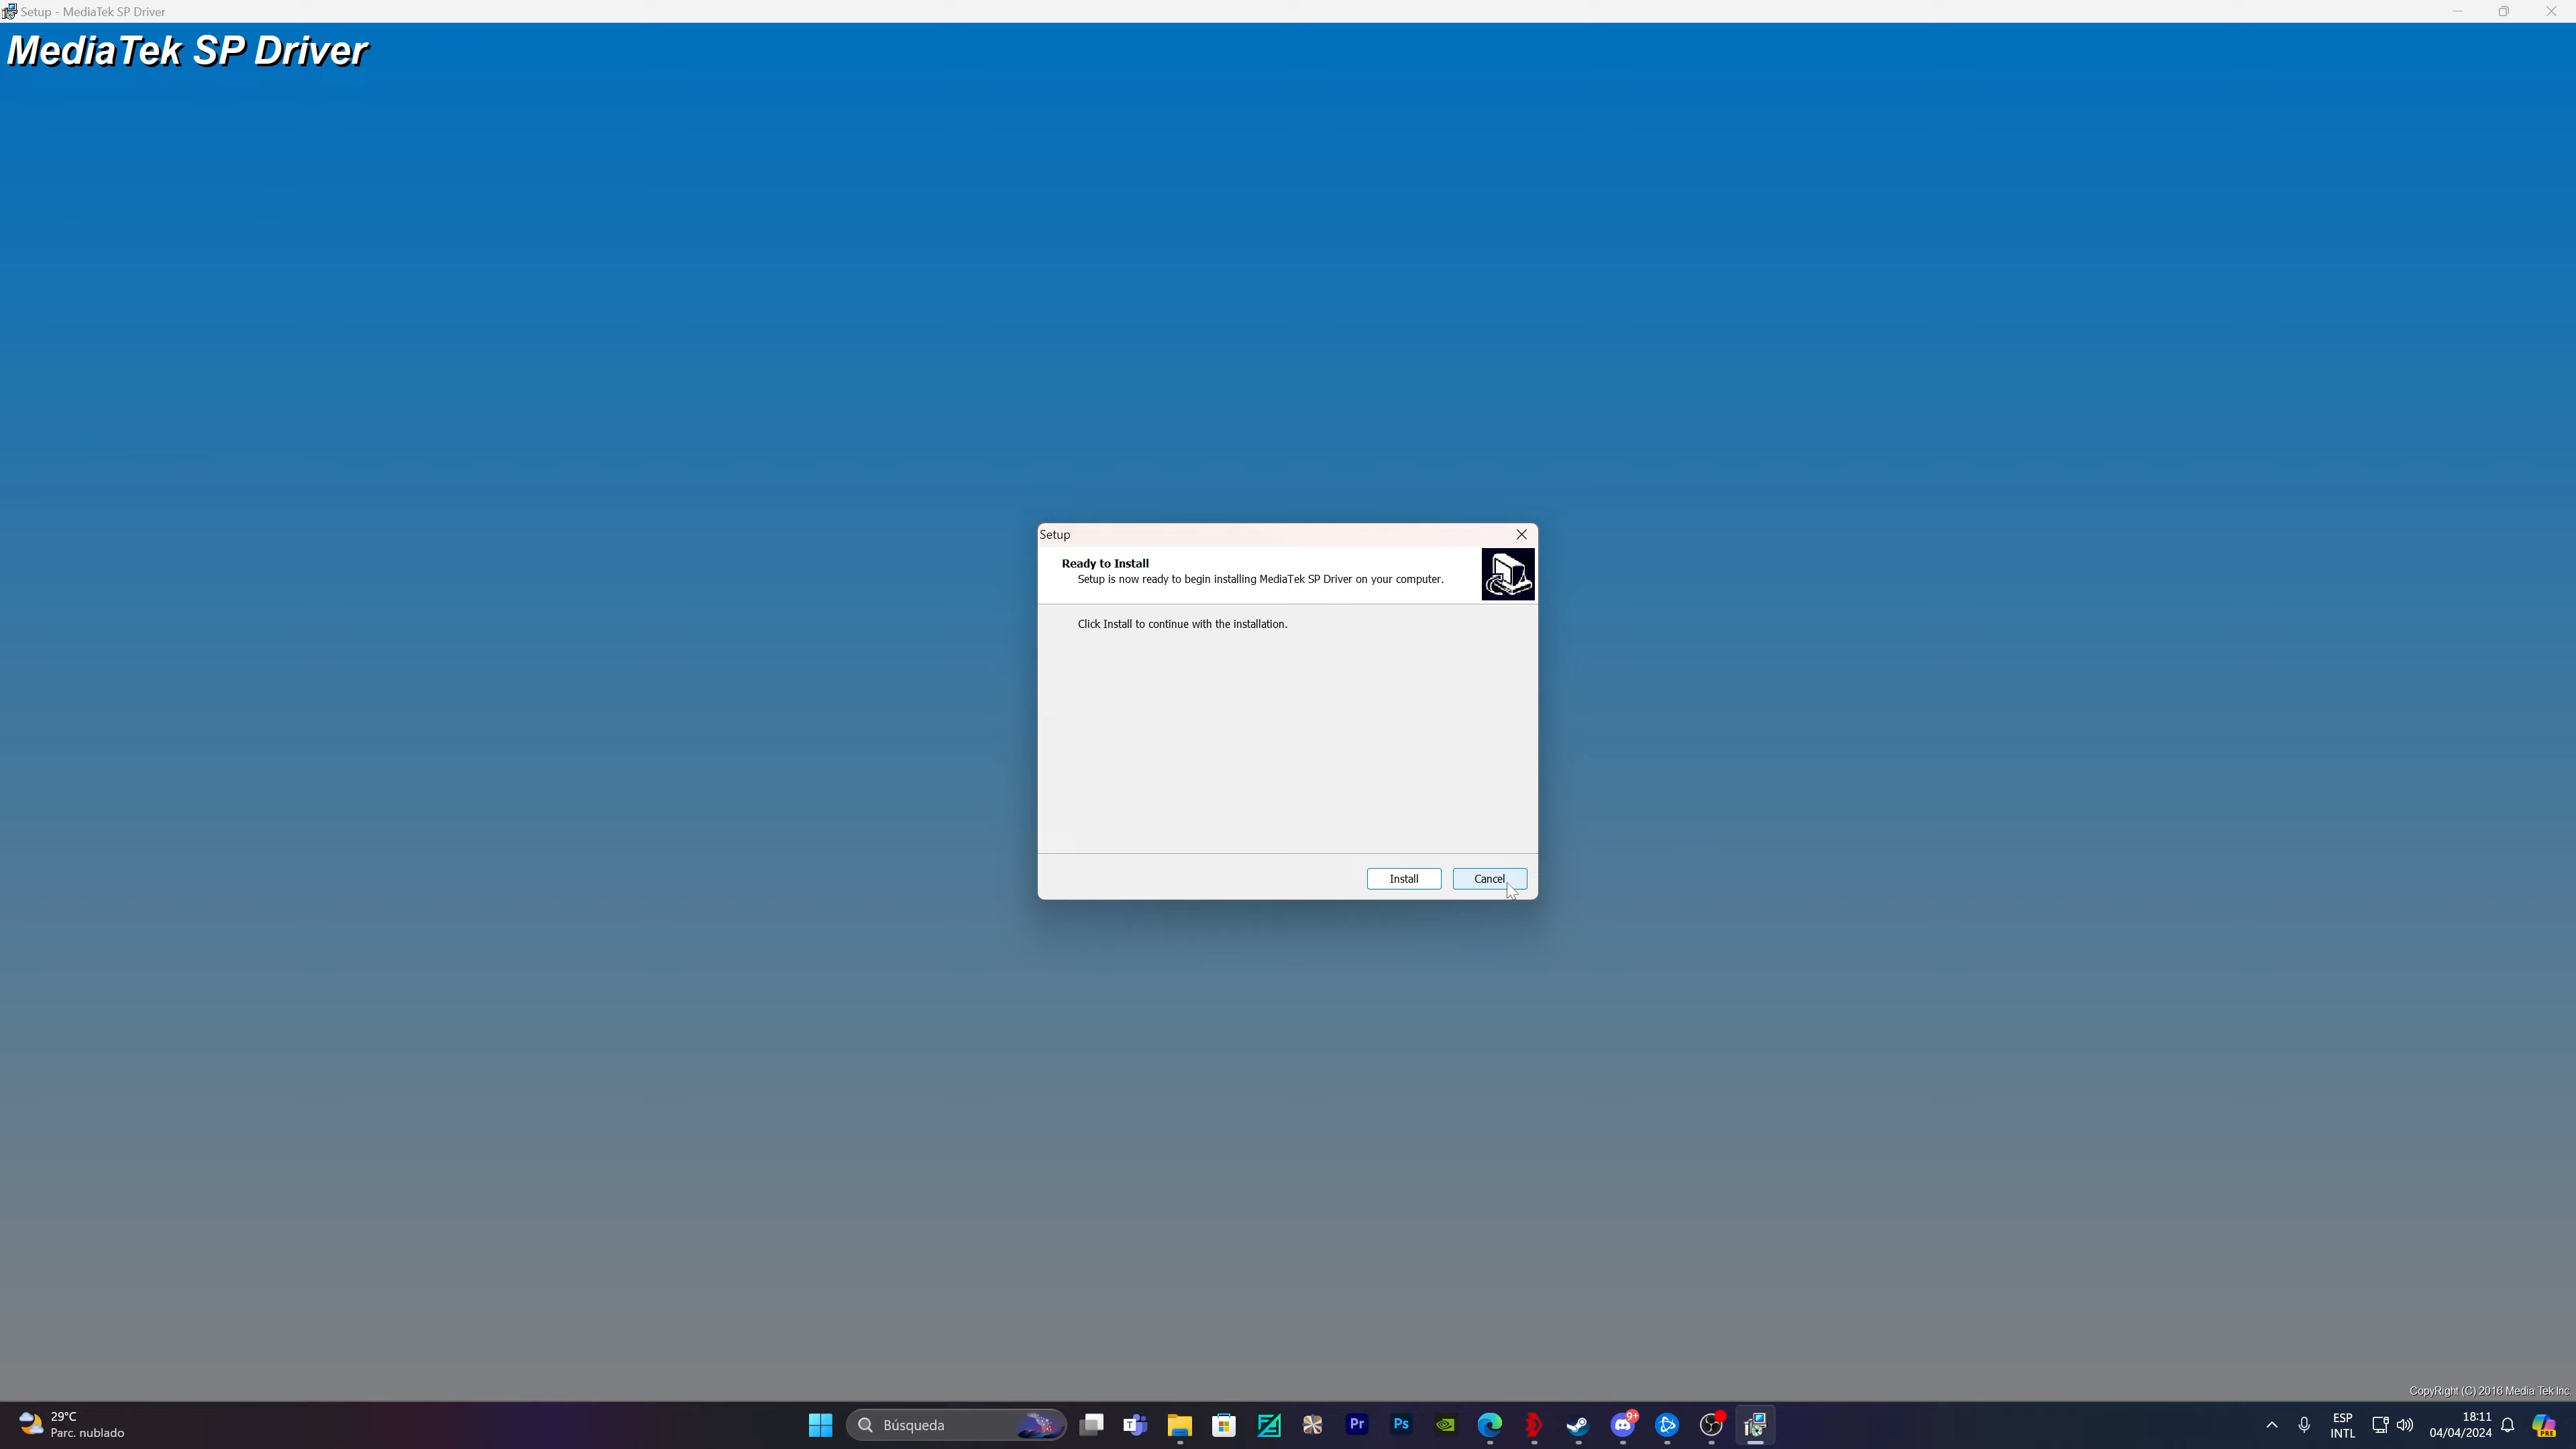 Setup - MediaTek SP Driver
MediaTek SP Driver
Setup
Ready to Install
Setup is now ready to begin installing MediaTek SP Driver on your computer.
Click Install to continue with the installation.
Install
Cancel
CopyRight (C) 2016 Media Tek Inc.
29°C
Parc. nublado
Búsqueda
T
Pr
Ps
9+
ESP
INTL
18:11
04/04/2024
PRE